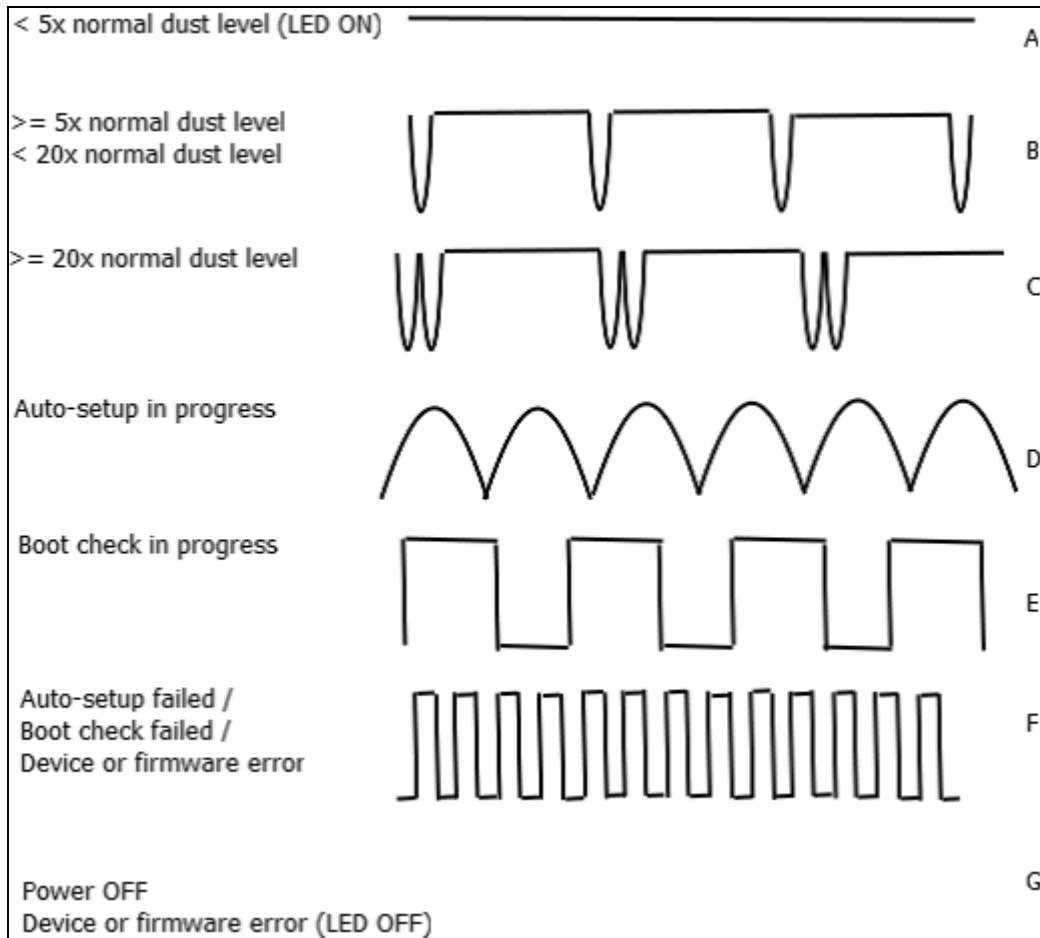 < 5x normal dust level (LED ON)
A
>= 5x normal dust level
< 20x normal dust level
B
>= 20x normal dust level
C
Auto-setup in progress
D
Boot check in progress
E
Auto-setup failed /
Boot check failed /
Device or firmware error
F
Power OFF
Device or firmware error (LED OFF)
G